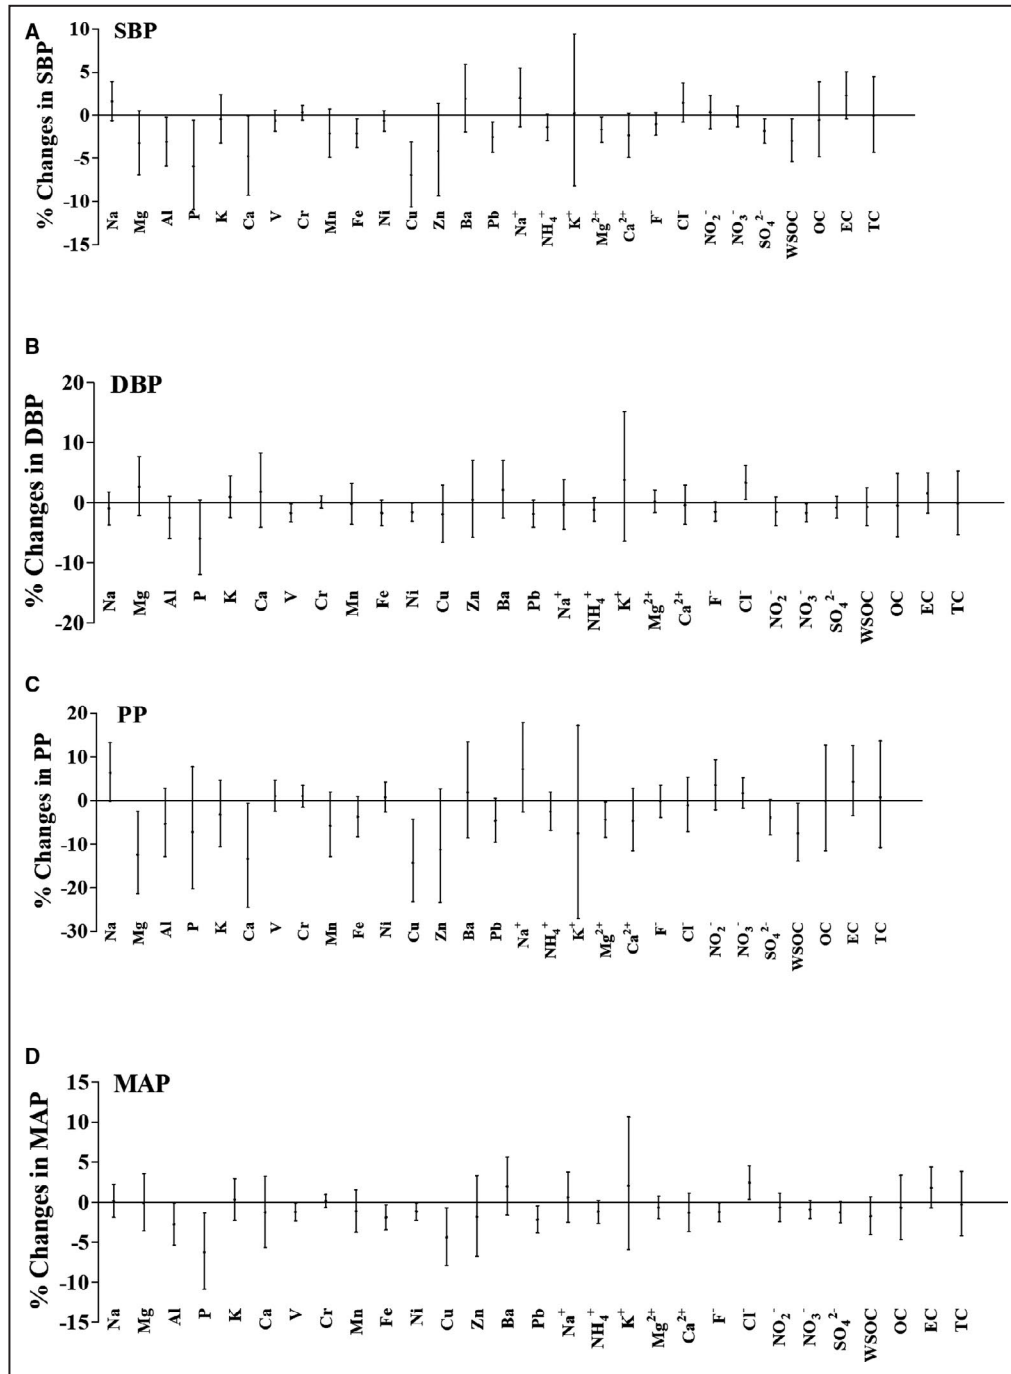 A
SBP
% Changes in SBP
10
5
0
-5
-10
-15
Na Mg Al P K Ca V Cr Mn Fe Ni Cu Zn Ba Pb Na⁺ NH₄⁺ K⁺ Mg²⁺ Ca²⁺ F⁻ Cl⁻ NO₂⁻ NO₃⁻ SO₄²⁻ WSOC OC EC TC
B
DBP
% Changes in DBP
20
10
0
-10
-20
Na Mg Al P K Ca V Cr Mn Fe Ni Cu Zn Ba Pb Na⁺ NH₄⁺ K⁺ Mg²⁺ Ca²⁺ F⁻ Cl⁻ NO₂⁻ NO₃⁻ SO₄²⁻ WSOC OC EC TC
C
PP
% Changes in PP
20
10
0
-10
-20
-30
Na Mg Al P K Ca V Cr Mn Fe Ni Cu Zn Ba Pb Na⁺ NH₄⁺ K⁺ Mg²⁺ Ca²⁺ F⁻ Cl⁻ NO₂⁻ NO₃⁻ SO₄²⁻ WSOC OC EC TC
D
MAP
% Changes in MAP
15
10
5
0
-5
-10
-15
Na Mg Al P K Ca V Cr Mn Fe Ni Cu Zn Ba Pb Na⁺ NH₄⁺ K⁺ Mg²⁺ Ca²⁺ F⁻ Cl⁻ NO₂⁻ NO₃⁻ SO₄²⁻ WSOC OC EC TC